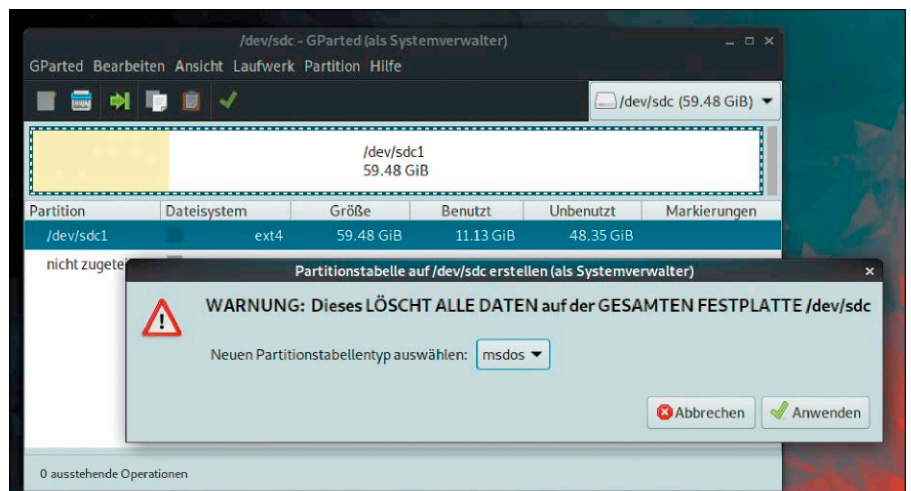 /dev/sdc - GParted (als Systemverwalter)
GParted Bearbeiten Ansicht Laufwerk Partition Hilfe
/dev/sdc (59.48 GiB)
/dev/sdc1
59.48 GiB
Partition Dateisystem Größe Benutzt Unbenutzt Markierungen
/dev/sdc1 ext4 59.48 GiB 11.13 GiB 48.35 GiB
nicht
Partitionstabelle auf /dev/sdc erstellen (als Systemverwalter)
WARNUNG: Dieses LÖSCHT ALLE DATEN auf der GESAMTEN FESTPLATTE /dev/sdc
Neuen Partitionstabellentyp auswählen: msdos
Abbrechen Anwenden
0 ausstehende Operationen